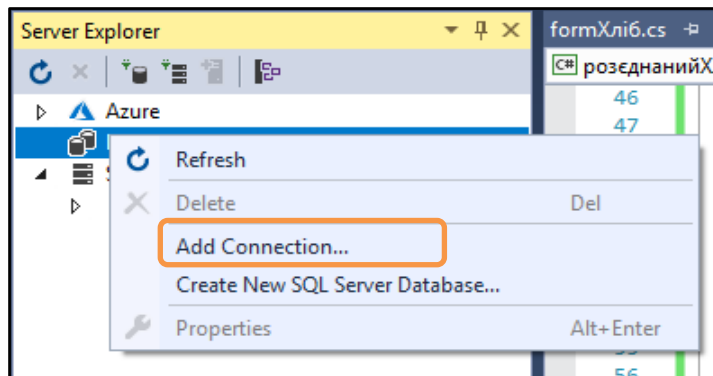 Server Explorer
formХліб.cs
C# розєднанийХ
Azure
46
47
Refresh
Delete Del
Add Connection...
Create New SQL Server Database...
Properties Alt+Enter
56